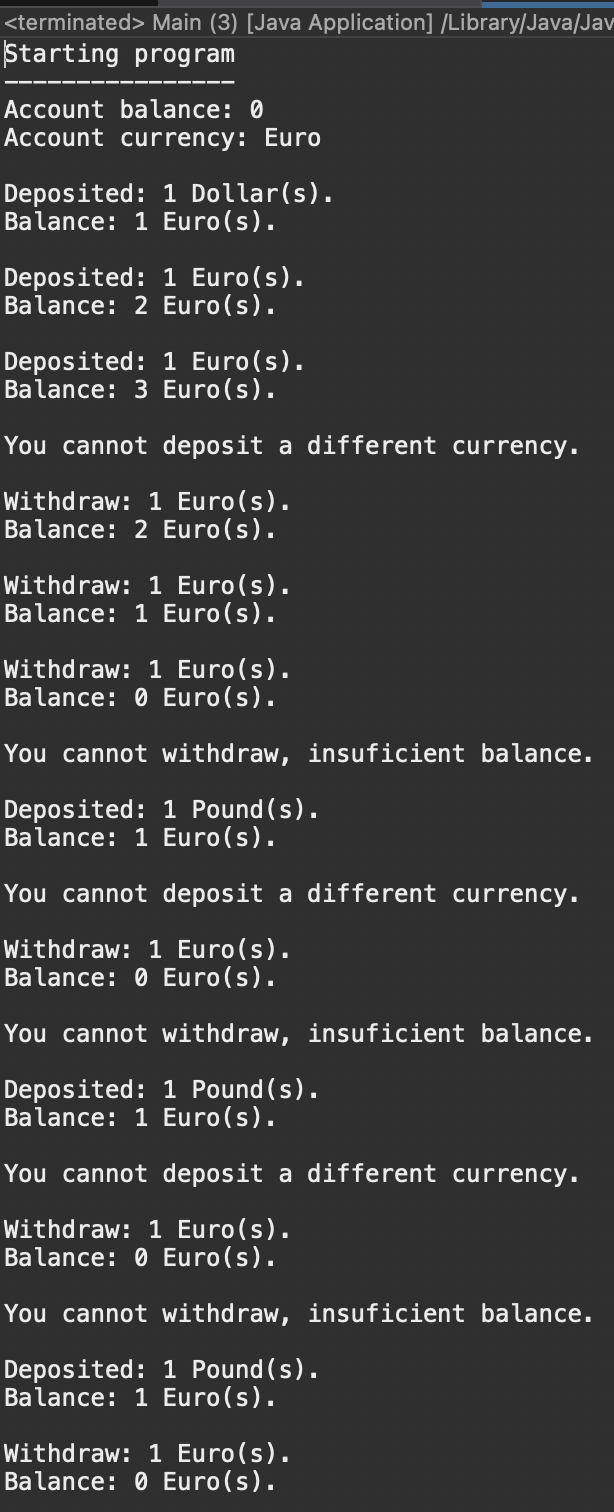 <terminated> Main (3) [Java Application] /Library/Java/Jav
Starting program
----------------
Account balance: 0
Account currency: Euro
Deposited: 1 Dollar(s).
Balance: 1 Euro(s).
Deposited: 1 Euro(s).
Balance: 2 Euro(s).
Deposited: 1 Euro(s).
Balance: 3 Euro(s).
You cannot deposit a different currency.
Withdraw: 1 Euro(s).
Balance: 2 Euro(s).
Withdraw: 1 Euro(s).
Balance: 1 Euro(s).
Withdraw: 1 Euro(s).
Balance: 0 Euro(s).
You cannot withdraw, insuficient balance.
Deposited: 1 Pound(s).
Balance: 1 Euro(s).
You cannot deposit a different currency.
Withdraw: 1 Euro(s).
Balance: 0 Euro(s).
You cannot withdraw, insuficient balance.
Deposited: 1 Pound(s).
Balance: 1 Euro(s).
You cannot deposit a different currency.
Withdraw: 1 Euro(s).
Balance: 0 Euro(s).
You cannot withdraw, insuficient balance.
Deposited: 1 Pound(s).
Balance: 1 Euro(s).
Withdraw: 1 Euro(s).
Balance: 0 Euro(s).